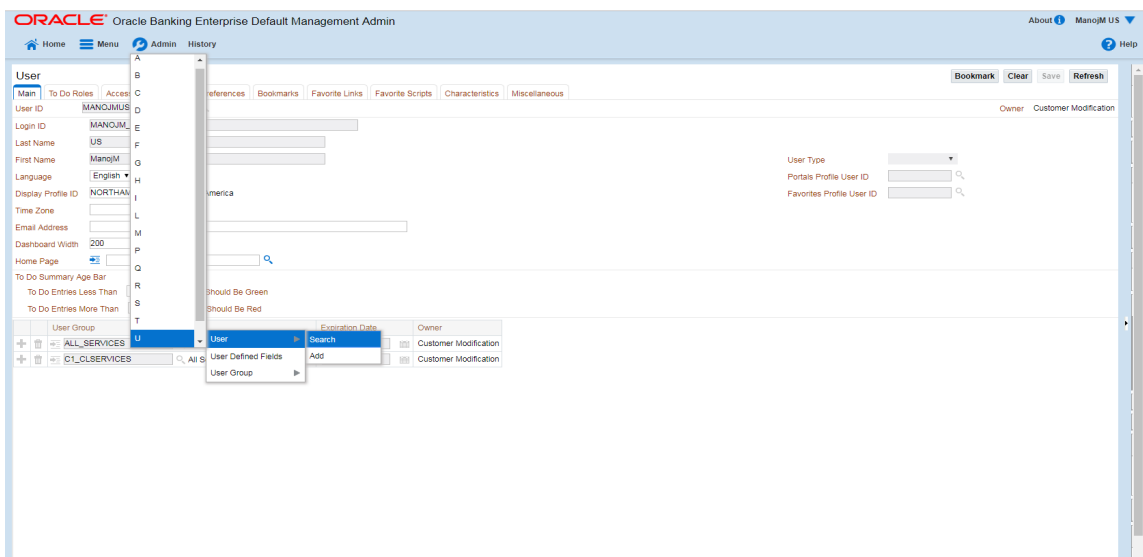 ORACLE Oracle Banking Enterprise Default Management Admin About ManojM US
Home Menu Admin History Help
A
User B Bookmark Clear Save Refresh
Main To Do Roles C references Bookmarks Favorite Links Favorite Scripts Characteristics Miscellaneous
User ID MANOJMUS D Owner Customer Modification
Login ID MANOJM_ E
Last Name US F
First Name ManojM G User Type
Language English H Portals Profile User ID
Display Profile ID I merica Favorites Profile User ID
Time Zone L
Email Address M
Dashboard Width 200 P
Home Page Q
To Do Summary Age Bar
To Do Entries Less Than R Should Be Green
To Do Entries More Than S Should Be Red
T
User Group Expiration Date Owner
ALL_SERVICES U User Search Customer Modification
C1_CLSERVICES All S User Defined Fields Add Customer Modification
User Group